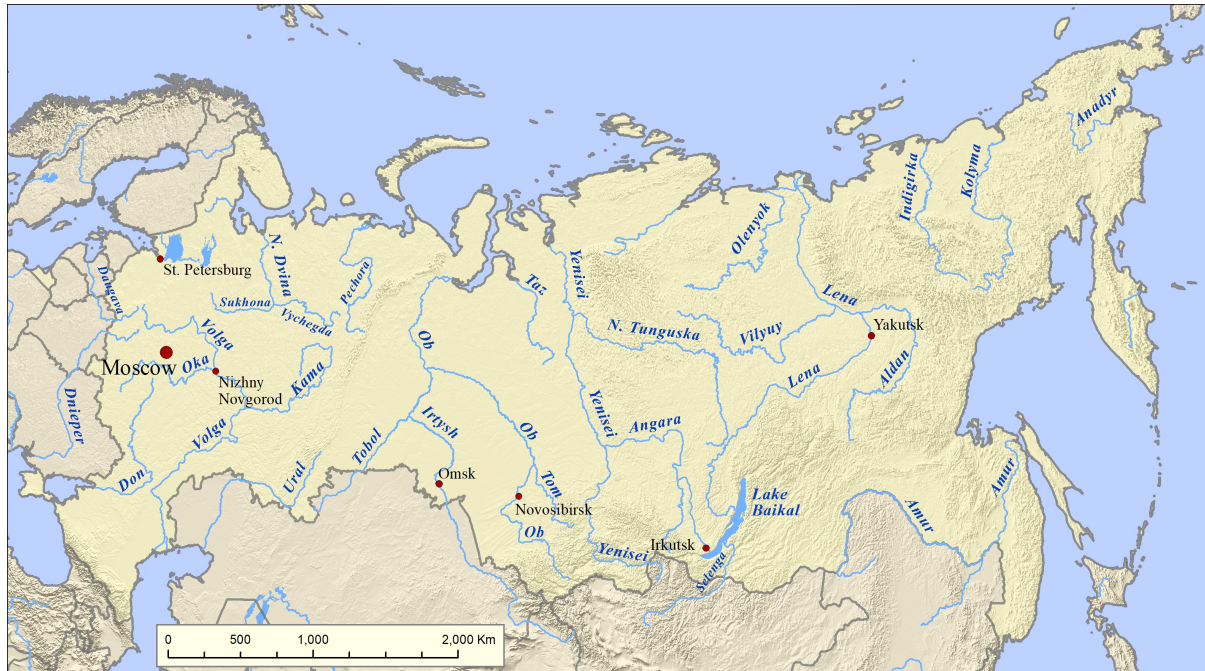 Anadyr
Indigirka
Kolyma
Olenyok
N. Dvina
St. Petersburg
Pechora
Yenisei
Daugava
Taz
Sukhona
Vychegda
Lena
Yakutsk
Volga
Ob
N. Tunguska
Vilyuy
Moscow
Oka
Nizhny
Novgorod
Kama
Lena
Aldan
Dnieper
Volga
Irtysh
Ob
Yenisei
Angara
Tobol
Don
Ural
Omsk
Tom
Novosibirsk
Lake
Baikal
Amur
Amur
Ob
Yenisei
Irkutsk
Selenga
0 500 1,000 2,000 Km